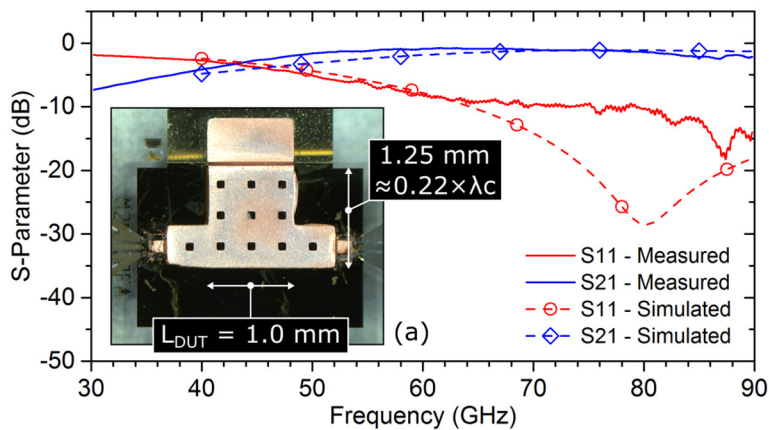 0
-10
-20
-30
-40
-50
S-Parameter (dB)
1.25 mm
≈0.22×λc
L_DUT = 1.0 mm
(a)
S11 - Measured
S21 - Measured
S11 - Simulated
S21 - Simulated
30 40 50 60 70 80 90
Frequency (GHz)